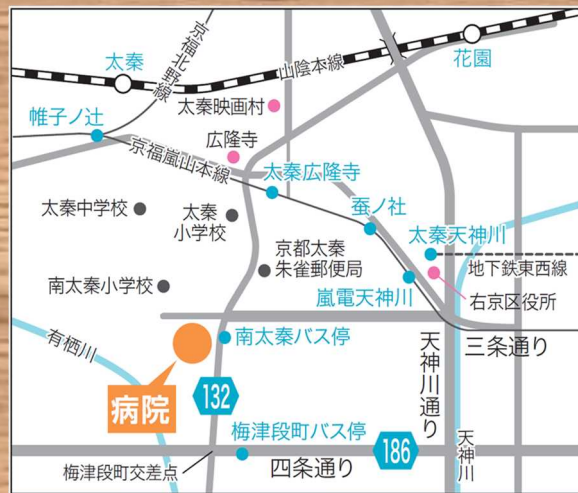 京福北野線
太秦
山陰本線
花園
太秦映画村
帷子ノ辻
広隆寺
京福嵐山本線
太秦広隆寺
太秦中学校
太秦
小学校
蚕ノ社
太秦天神川
京都太秦
朱雀郵便局
地下鉄東西線
南太秦小学校
嵐電天神川
右京区役所
有栖川
南太秦バス停
三条通り
天神川通り
病院
132
梅津段町バス停
186
天神川
梅津段町交差点
四条通り